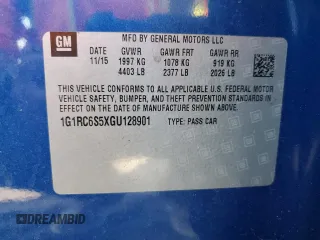 GM
MFD BY GENERAL MOTORS LLC
11/15 GVWR GAWR FRT GAWR RR
1997 KG 1078 KG 919 KG
4403 LB 2377 LB 2026 LB
THIS VEHICLE CONFORMS TO ALL APPLICABLE U.S. FEDERAL MOTOR
VEHICLE SAFETY, BUMPER, AND THEFT PREVENTION STANDARDS IN
EFFECT ON THE DATE OF MANUFACTURE SHOWN ABOVE.
1G1RC6S5XGU128901 TYPE: PASS CAR
DREAMBID